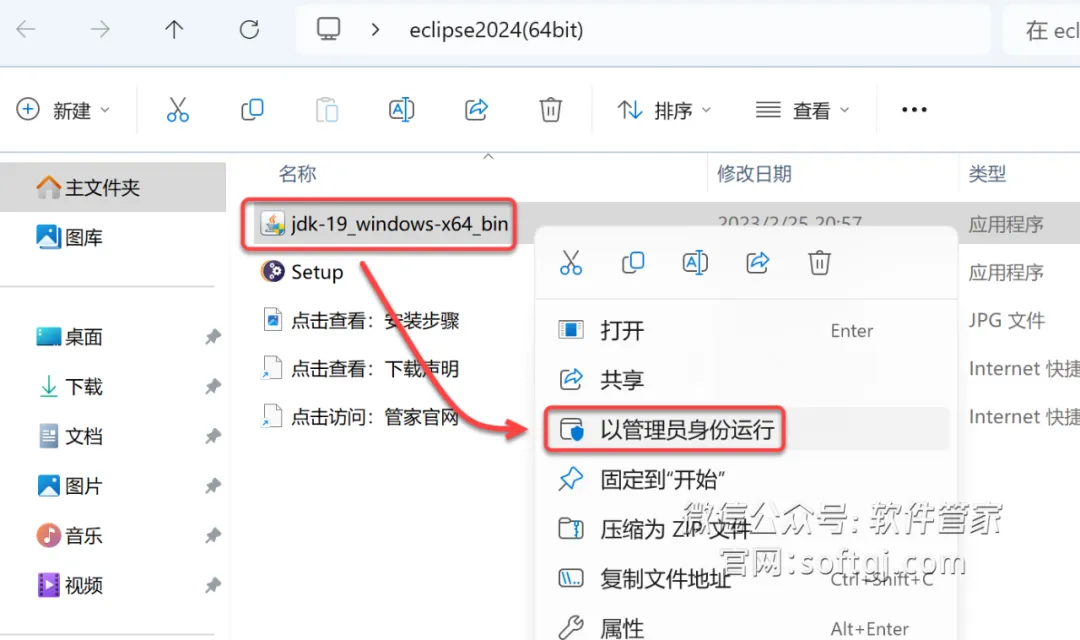 eclipse2024(64bit)
在 ecl
新建
排序
查看
名称
修改日期
类型
主文件夹
图库
桌面
下载
文档
图片
音乐
视频
jdk-19_windows-x64_bin
2023/2/25 20:57
应用程序
Setup
应用程序
点击查看：安装步骤
JPG 文件
点击查看：下载声明
Internet 快捷
点击访问：管家官网
Internet 快捷
打开 Enter
共享
以管理员身份运行
固定到“开始”
压缩为 ZIP 文件
复制文件地址 Ctrl+Shift+C
属性 Alt+Enter
微信公众号：软件管家
官网：softgj.com